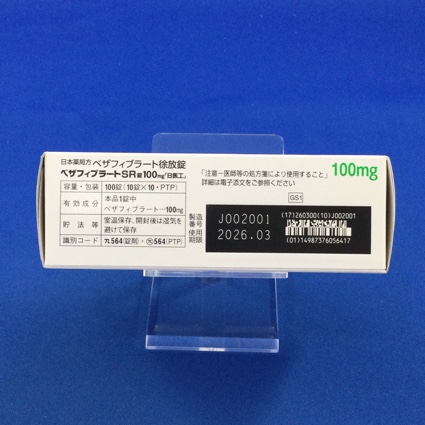 日本薬局方 ベザフィブラート徐放錠
ベザフィブラートSR錠100mg「日医工」
容量・包装 100錠(10錠×10・PTP)
有効成分 本品1錠中
ベザフィブラート…100mg
貯法等 室温保存、開封後は湿気を
避けて保存
識別コード n.564(錠剤)・564(PTP)
「注意-医師等の処方箋により使用すること」
詳細は電子添文をご参照ください
100mg
GS1
製造番号 J002001
使用期限 2026.03
(17)260300(10)J002001
(01)14987376056417